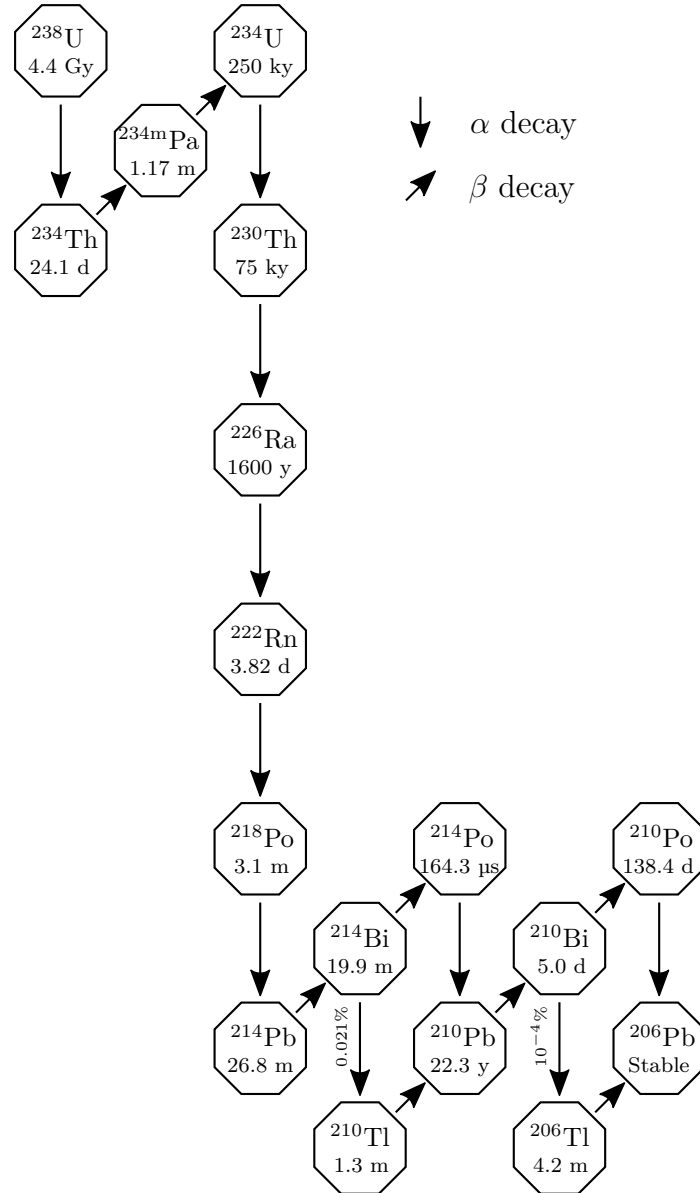 ²³⁸U
4.4 Gy
²³⁴U
250 ky
²³⁴ᵐPa
1.17 m
α decay
β decay
²³⁴Th
24.1 d
²³⁰Th
75 ky
²²⁶Ra
1600 y
²²²Rn
3.82 d
²¹⁸Po
3.1 m
²¹⁴Po
164.3 µs
²¹⁰Po
138.4 d
²¹⁴Bi
19.9 m
²¹⁰Bi
5.0 d
²¹⁴Pb
26.8 m
0.021%
²¹⁰Pb
22.3 y
10⁻⁴%
²⁰⁶Pb
Stable
²¹⁰Tl
1.3 m
²⁰⁶Tl
4.2 m